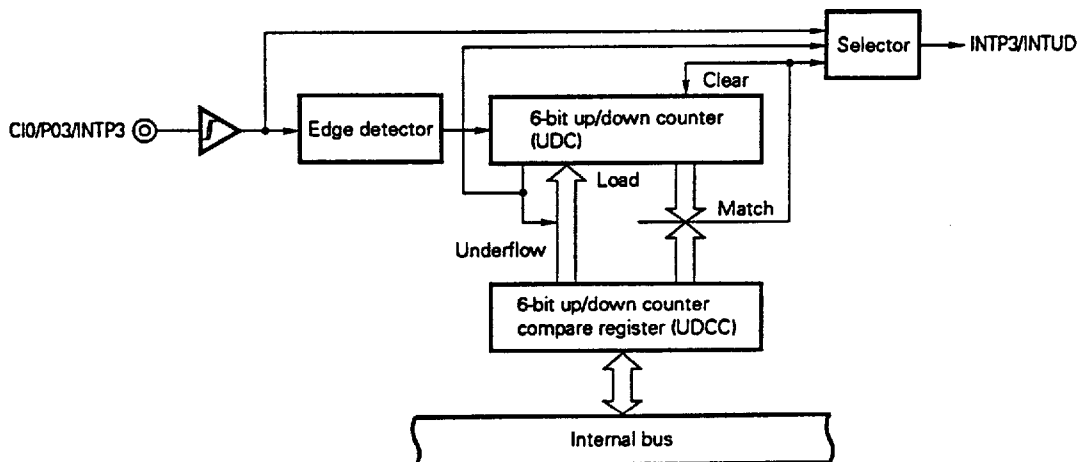 Selector
INTP3/INTUD
Clear
CI0/P03/INTP3
Edge detector
6-bit up/down counter
(UDC)
Load
Match
Underflow
6-bit up/down counter
compare register (UDCC)
Internal bus